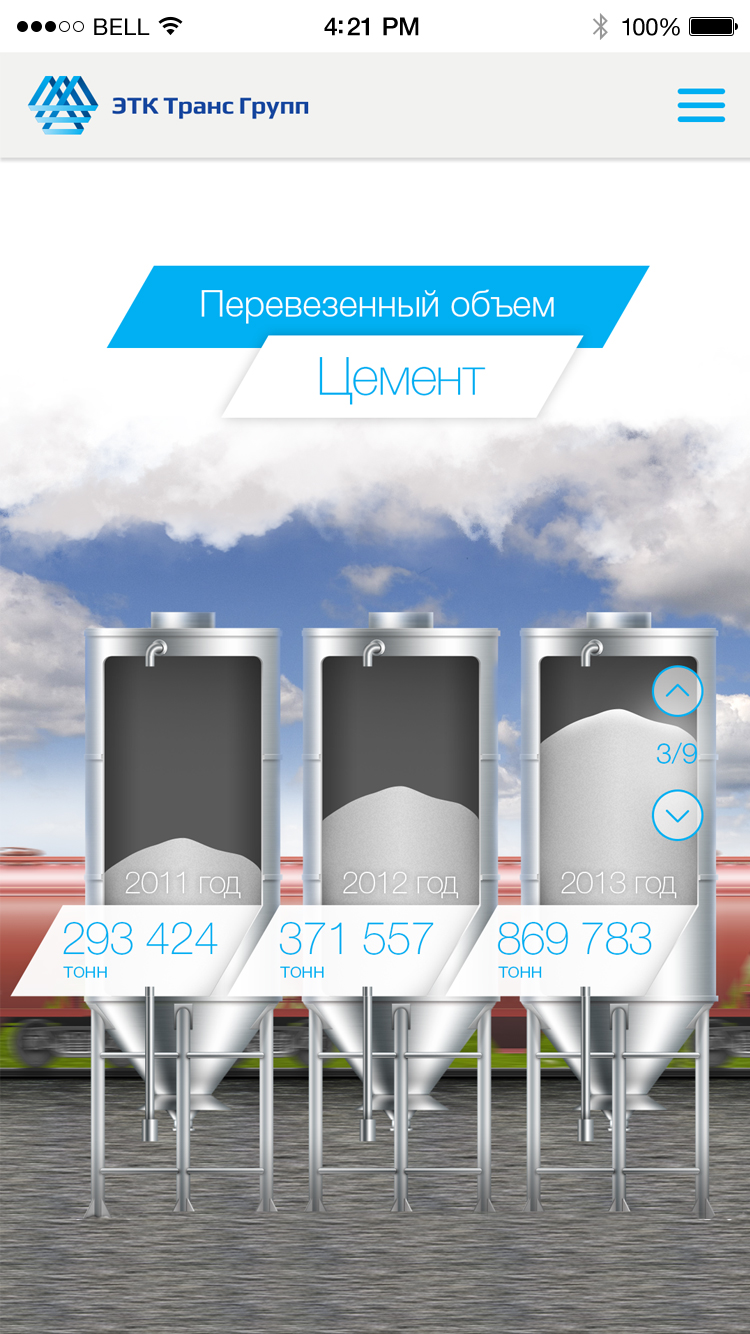 BELL 4:21 PM 100%
ЭТК Транс Групп
Перевезенный объем
Цемент
3/9
2011 год 2012 год 2013 год
293 424 371 557 869 783
тонн тонн тонн